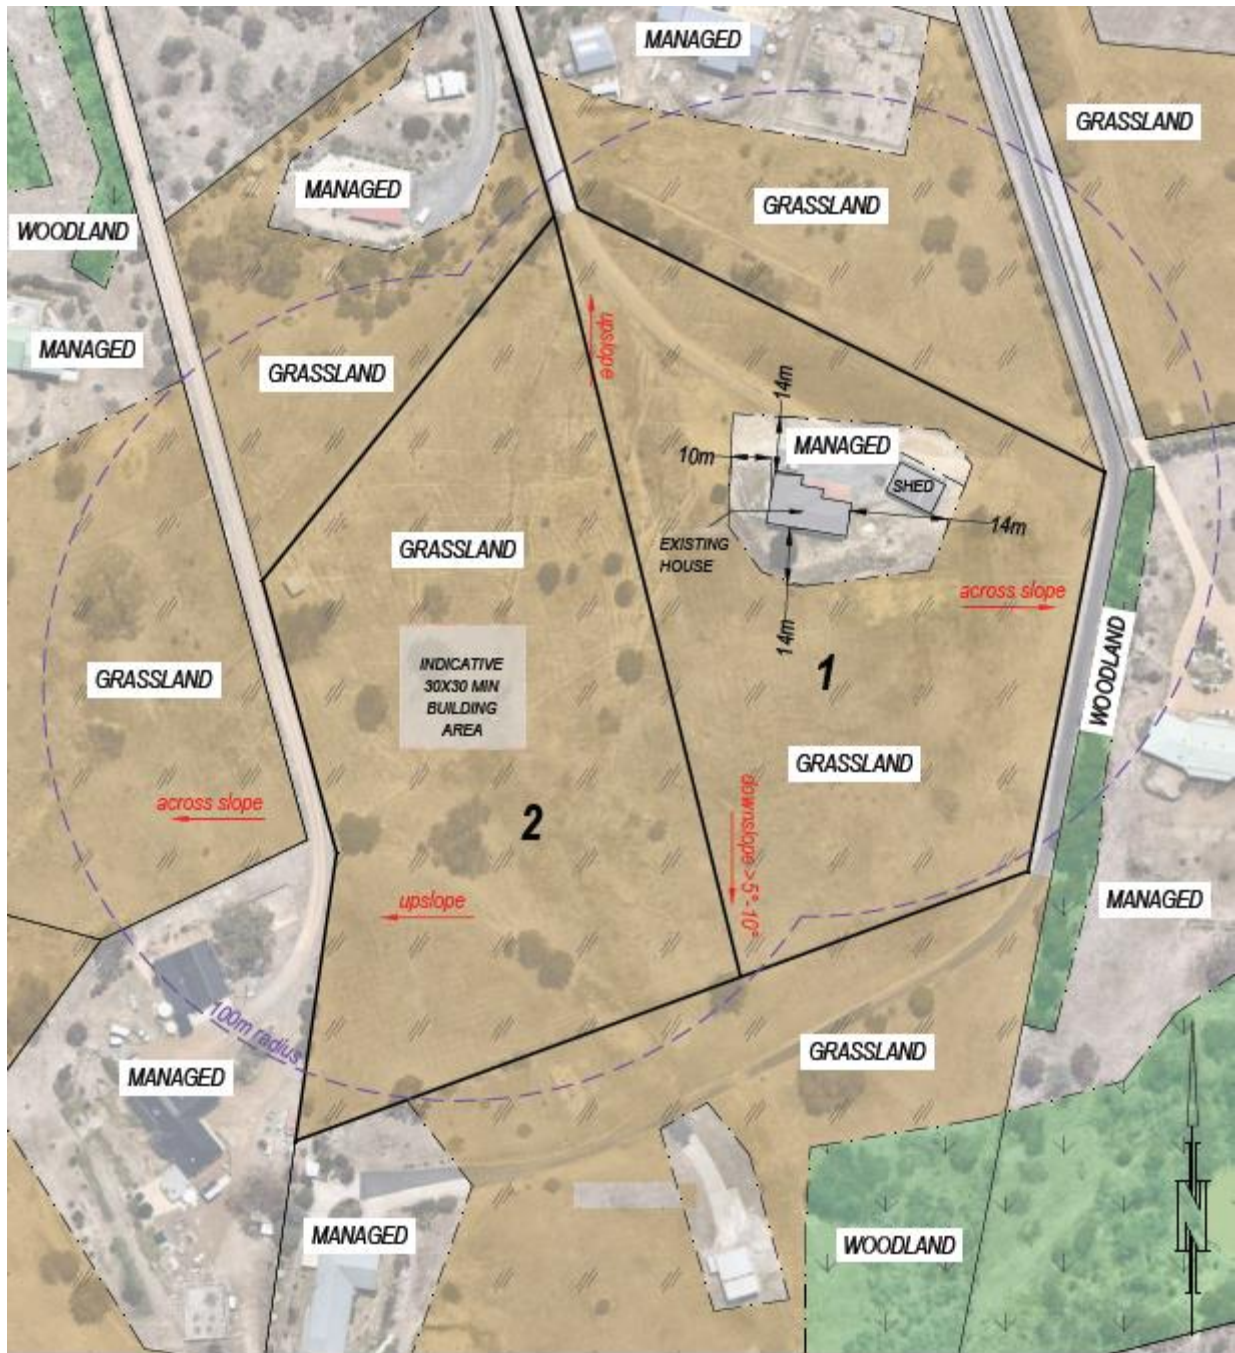 MANAGED
GRASSLAND
MANAGED
GRASSLAND
WOODLAND
upslope
MANAGED
GRASSLAND
14m
MANAGED
10m
SHED
14m
EXISTING
HOUSE
GRASSLAND
across slope
14m
INDICATIVE
30X30 MIN
BUILDING
AREA
1
WOODLAND
GRASSLAND
GRASSLAND
across slope
2
downslope >5°-10°
upslope
MANAGED
100m radius
GRASSLAND
MANAGED
MANAGED
WOODLAND
N